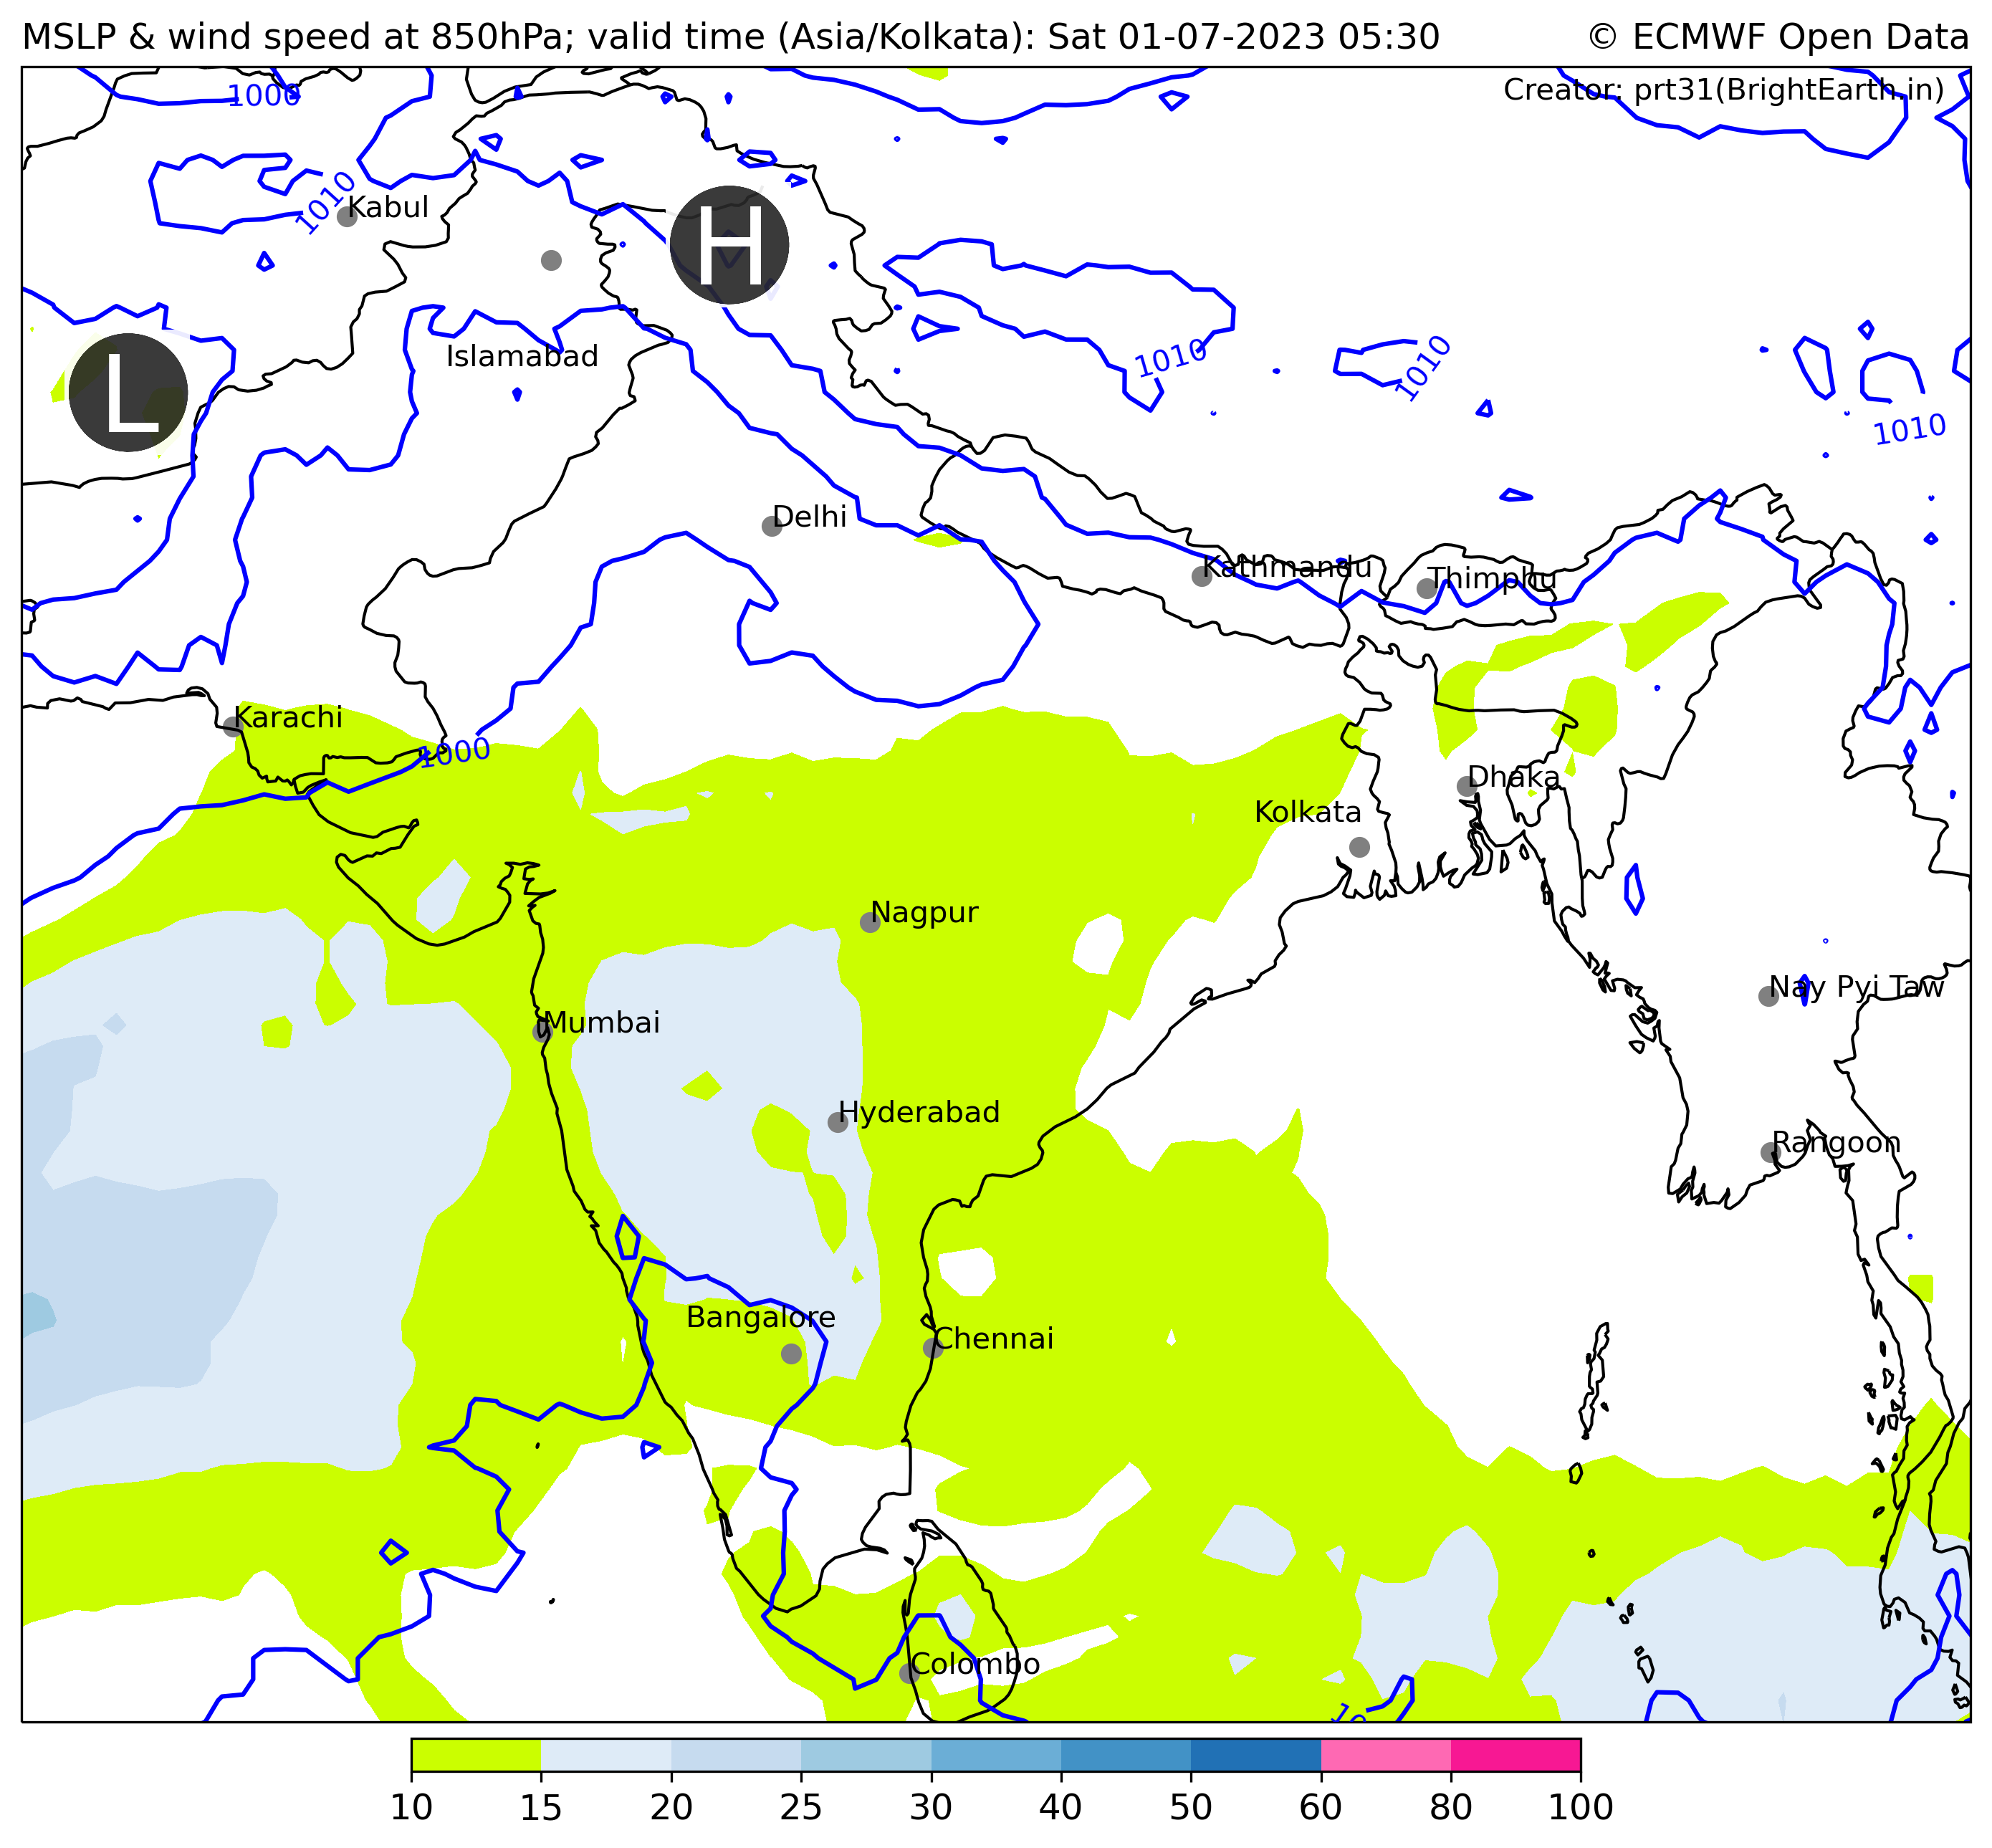 MSLP & wind speed at 850hPa; valid time (Asia/Kolkata): Sat 01-07-2023 05:30
© ECMWF Open Data
Creator: prt31(BrightEarth.in)
1000
1010
Kabul
H
L
Islamabad
1010
1010
1010
Delhi
Kathmandu
Thimphu
Karachi
1000
Dhaka
Kolkata
Nagpur
Nay Pyi Taw
Mumbai
Hyderabad
Rangoon
Bangalore
Chennai
Colombo
10 15 20 25 30 40 50 60 80 100